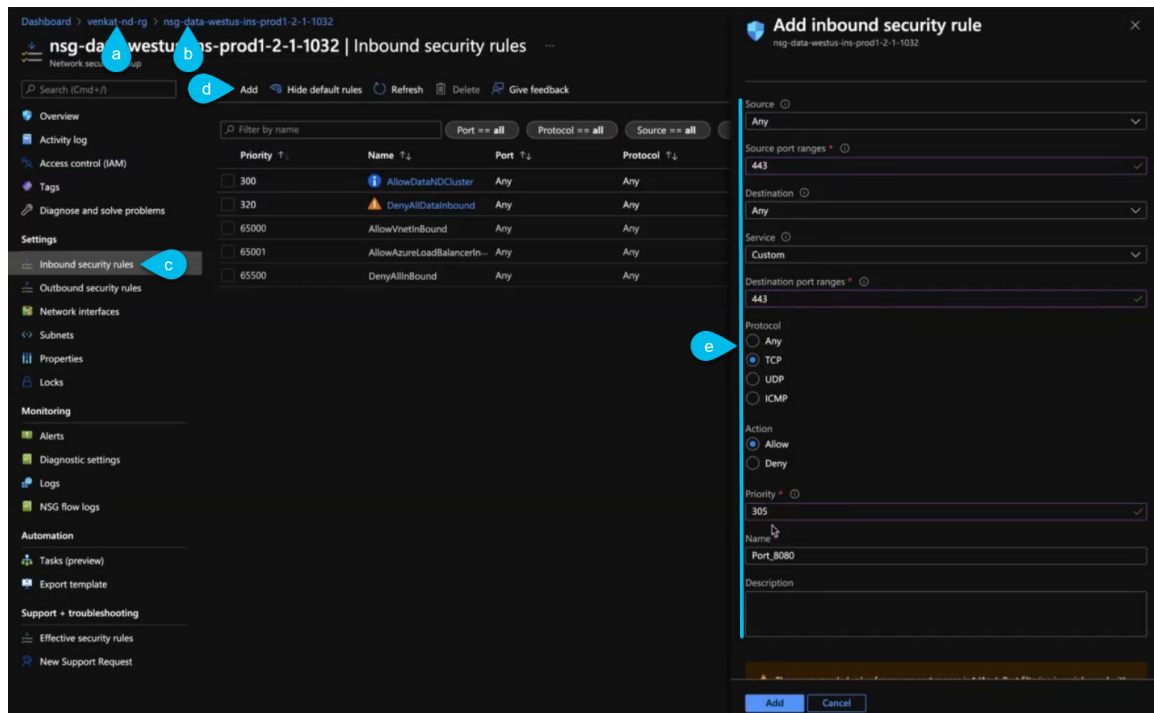 Dashboard > venkat-nd-rg > nsg-data-westus-ins-prod1-2-1-1032
nsg-da westus ns-prod1-2-1-1032 | Inbound security rules ...
Network secu up
a
b
Search (Cmd+/)
Overview
Activity log
Access control (IAM)
Tags
Diagnose and solve problems
Settings
Inbound security rules
c
Outbound security rules
Network interfaces
Subnets
Properties
Locks
Monitoring
Alerts
Diagnostic settings
Logs
NSG flow logs
Automation
Tasks (preview)
Export template
Support + troubleshooting
Effective security rules
New Support Request
d
Add Hide default rules Refresh Delete Give feedback
Filter by name Port == all Protocol == all Source == all
Priority ↑↓ Name ↑↓ Port ↑↓ Protocol ↑↓
300 AllowDataNDCluster Any Any
320 DenyAllDataInbound Any Any
65000 AllowVnetInBound Any Any
65001 AllowAzureLoadBalancerIn... Any Any
65500 DenyAllInBound Any Any
Add inbound security rule
nsg-data-westus-ins-prod1-2-1-1032
Source
Any
Source port ranges *
443
Destination
Any
Service
Custom
Destination port ranges *
443
e
Protocol
Any
TCP
UDP
ICMP
Action
Allow
Deny
Priority *
305
Name
Port_8080
Description
Add Cancel